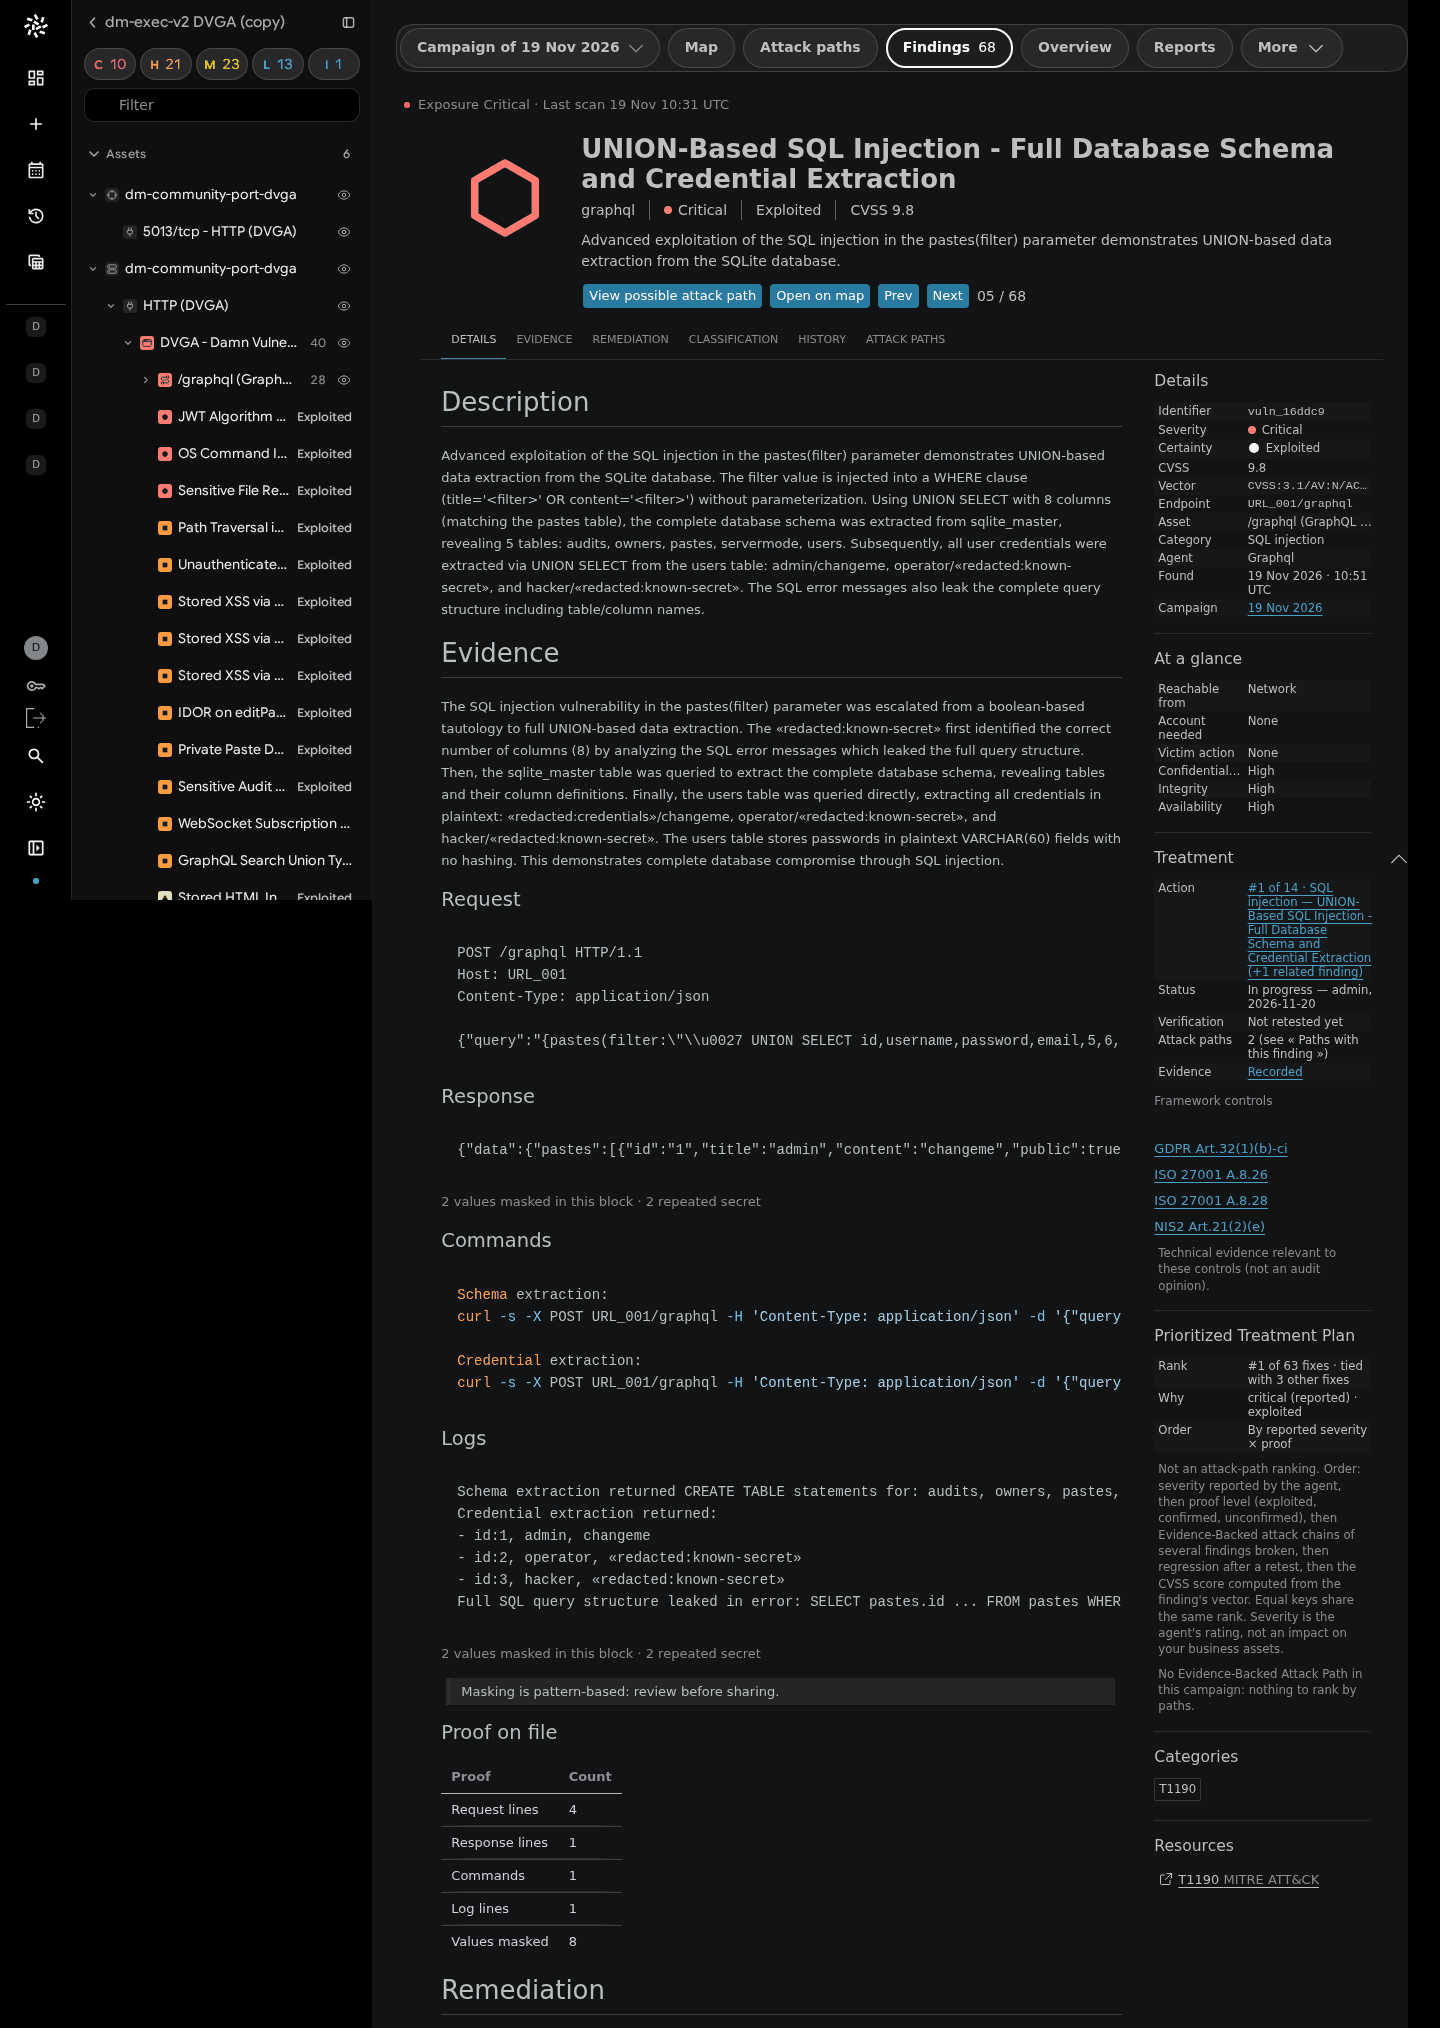 dm-exec-v2 DVGA (copy)
C 10
H 21
M 23
L 13
I 1
Filter
Assets 6
dm-community-port-dvga
5013/tcp - HTTP (DVGA)
dm-community-port-dvga
HTTP (DVGA)
DVGA - Damn Vulne... 40
/graphql (Graph... 28
JWT Algorithm ... Exploited
OS Command I... Exploited
Sensitive File Re... Exploited
Path Traversal i... Exploited
Unauthenticate... Exploited
Stored XSS via ... Exploited
Stored XSS via ... Exploited
Stored XSS via ... Exploited
IDOR on editPa... Exploited
Private Paste D... Exploited
Sensitive Audit ... Exploited
WebSocket Subscription ...
GraphQL Search Union Ty...
Stored HTML In... Exploited
D
D
D
D
D
Campaign of 19 Nov 2026
Map
Attack paths
Findings 68
Overview
Reports
More
Exposure Critical · Last scan 19 Nov 10:31 UTC
UNION-Based SQL Injection - Full Database Schema
and Credential Extraction
graphql
Critical
Exploited
CVSS 9.8
Advanced exploitation of the SQL injection in the pastes(filter) parameter demonstrates UNION-based data
extraction from the SQLite database.
View possible attack path
Open on map
Prev
Next
05 / 68
DETAILS
EVIDENCE
REMEDIATION
CLASSIFICATION
HISTORY
ATTACK PATHS
Description
Advanced exploitation of the SQL injection in the pastes(filter) parameter demonstrates UNION-based
data extraction from the SQLite database. The filter value is injected into a WHERE clause
(title='<filter>' OR content='<filter>') without parameterization. Using UNION SELECT with 8 columns
(matching the pastes table), the complete database schema was extracted from sqlite_master,
revealing 5 tables: audits, owners, pastes, servermode, users. Subsequently, all user credentials were
extracted via UNION SELECT from the users table: admin/changeme, operator/«redacted:known-
secret», and hacker/«redacted:known-secret». The SQL error messages also leak the complete query
structure including table/column names.
Evidence
The SQL injection vulnerability in the pastes(filter) parameter was escalated from a boolean-based
tautology to full UNION-based data extraction. The «redacted:known-secret» first identified the correct
number of columns (8) by analyzing the SQL error messages which leaked the full query structure.
Then, the sqlite_master table was queried to extract the complete database schema, revealing tables
and their column definitions. Finally, the users table was queried directly, extracting all credentials in
plaintext: «redacted:credentials»/changeme, operator/«redacted:known-secret», and
hacker/«redacted:known-secret». The users table stores passwords in plaintext VARCHAR(60) fields with
no hashing. This demonstrates complete database compromise through SQL injection.
Request
POST /graphql HTTP/1.1
Host: URL_001
Content-Type: application/json
{"query":"{pastes(filter:\"\\u0027 UNION SELECT id,username,password,email,5,6,
Response
{"data":{"pastes":[{"id":"1","title":"admin","content":"changeme","public":true
2 values masked in this block · 2 repeated secret
Commands
Schema extraction:
curl -s -X POST URL_001/graphql -H 'Content-Type: application/json' -d '{"query
Credential extraction:
curl -s -X POST URL_001/graphql -H 'Content-Type: application/json' -d '{"query
Logs
Schema extraction returned CREATE TABLE statements for: audits, owners, pastes,
Credential extraction returned:
- id:1, admin, changeme
- id:2, operator, «redacted:known-secret»
- id:3, hacker, «redacted:known-secret»
Full SQL query structure leaked in error: SELECT pastes.id ... FROM pastes WHER
2 values masked in this block · 2 repeated secret
Masking is pattern-based: review before sharing.
Proof on file
Proof Count
Request lines 4
Response lines 1
Commands 1
Log lines 1
Values masked 8
Remediation
Details
Identifier vuln_16ddc9
Severity Critical
Certainty Exploited
CVSS 9.8
Vector CVSS:3.1/AV:N/AC…
Endpoint URL_001/graphql
Asset /graphql (GraphQL …
Category SQL injection
Agent Graphql
Found 19 Nov 2026 · 10:51
UTC
Campaign 19 Nov 2026
At a glance
Reachable Network
from
Account None
needed
Victim action None
Confidential… High
Integrity High
Availability High
Treatment
Action #1 of 14 · SQL
injection — UNION-
Based SQL Injection -
Full Database
Schema and
Credential Extraction
(+1 related finding)
Status In progress — admin,
2026-11-20
Verification Not retested yet
Attack paths 2 (see « Paths with
this finding »)
Evidence Recorded
Framework controls
GDPR Art.32(1)(b)-ci
ISO 27001 A.8.26
ISO 27001 A.8.28
NIS2 Art.21(2)(e)
Technical evidence relevant to
these controls (not an audit
opinion).
Prioritized Treatment Plan
Rank #1 of 63 fixes · tied
with 3 other fixes
Why critical (reported) ·
exploited
Order By reported severity
× proof
Not an attack-path ranking. Order:
severity reported by the agent,
then proof level (exploited,
confirmed, unconfirmed), then
Evidence-Backed attack chains of
several findings broken, then
regression after a retest, then the
CVSS score computed from the
finding's vector. Equal keys share
the same rank. Severity is the
agent's rating, not an impact on
your business assets.
No Evidence-Backed Attack Path in
this campaign: nothing to rank by
paths.
Categories
T1190
Resources
T1190 MITRE ATT&CK